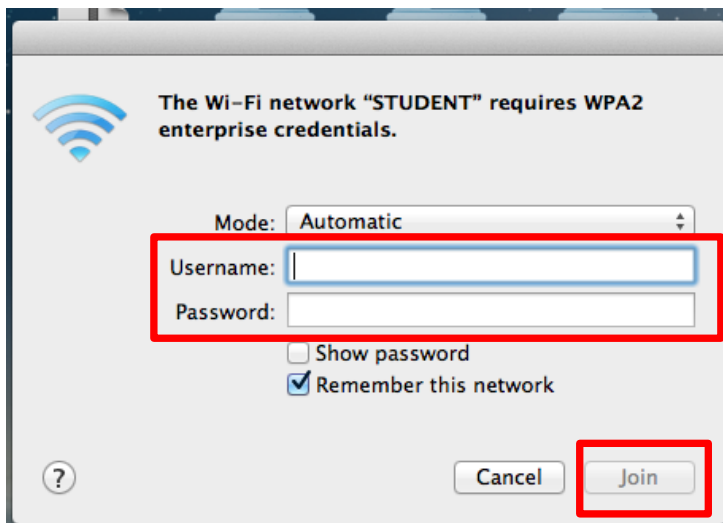 The Wi-Fi network “STUDENT” requires WPA2
enterprise credentials.
Mode: Automatic
Username:
Password:
Show password
Remember this network
? Cancel Join